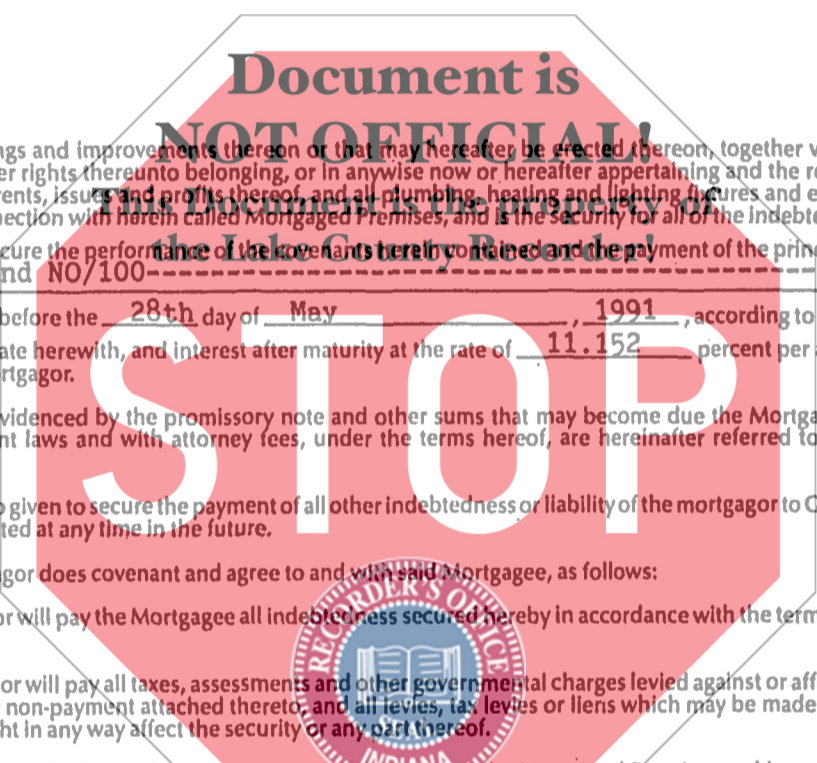 Document is
NOT OFFICIAL!
ngs and improvements thereon or that may hereafter be erected thereon, together
er rights thereunto belonging, or in anywise now or hereafter appertaining and the
ents, issues and profits thereof, and all plumbing, heating and lighting fixtures and
This Document is the property of
ection with herein called Mortgaged Premises, and is the security for all of the indebte
the Lake County Recorder!
cure the performance of the covenants hereby contained and the payment of the prin
nd NO/100
before the 28th day of May , 1991 , according to
ate herewith, and interest after maturity at the rate of 11.152 percent per
rtgagor.
STOP
videnced by the promissory note and other sums that may become due the Mortga
nt laws and with attorney fees, under the terms hereof, are hereinafter referred to
given to secure the payment of all other indebtedness or liability of the mortgagor to
ted at any time in the future.
gor does covenant and agree to and with said Mortgagee, as follows:
or will pay the Mortgagee all indebtedness secured hereby in accordance with the term
RECORDER'S OFFICE
or will pay all taxes, assessments and other governmental charges levied against or aff
non-payment attached thereto, and all levies, tax levies or liens which may be made
ht in any way affect the security or any part thereof.
SEAL
INDIANA